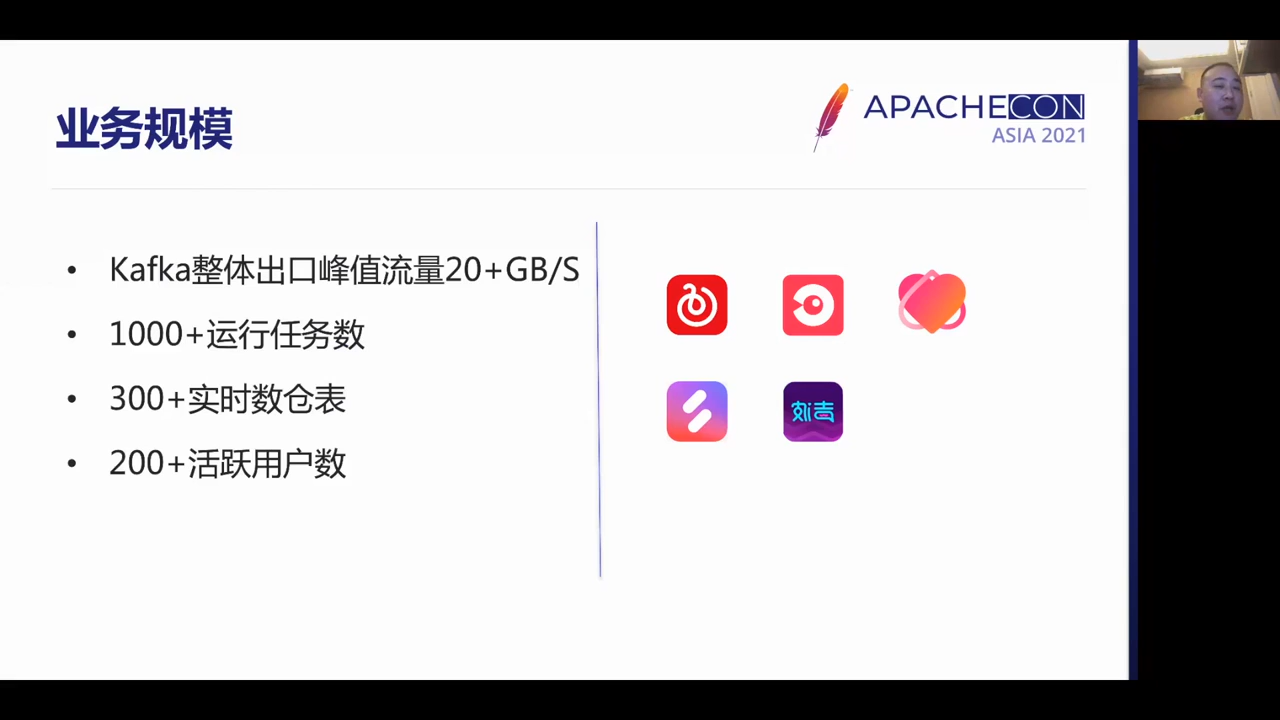 业务规模
APACHECON
ASIA 2021
Kafka整体出口峰值流量20+GB/S
1000+运行任务数
300+实时数仓表
200+活跃用户数